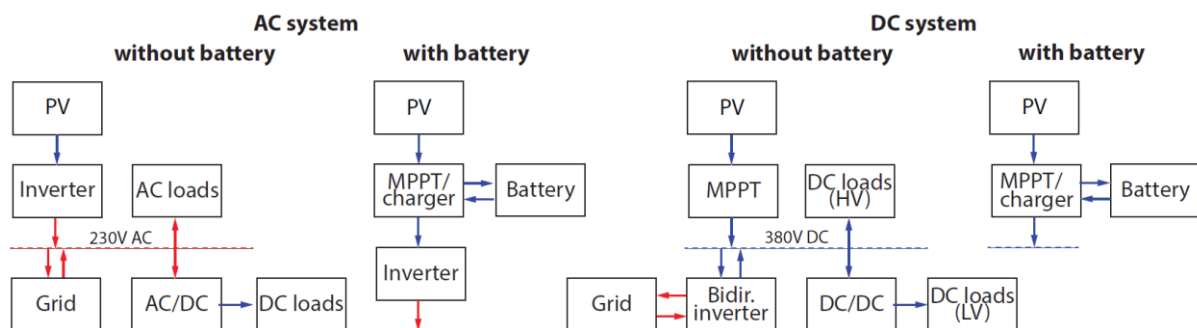 AC system
DC system
without battery
with battery
without battery
with battery
PV
PV
PV
PV
Inverter
AC loads
MPPT/
charger
Battery
MPPT
DC loads
(HV)
MPPT/
charger
Battery
230V AC
380V DC
Grid
AC/DC
DC loads
Inverter
Grid
Bidir.
inverter
DC/DC
DC loads
(LV)